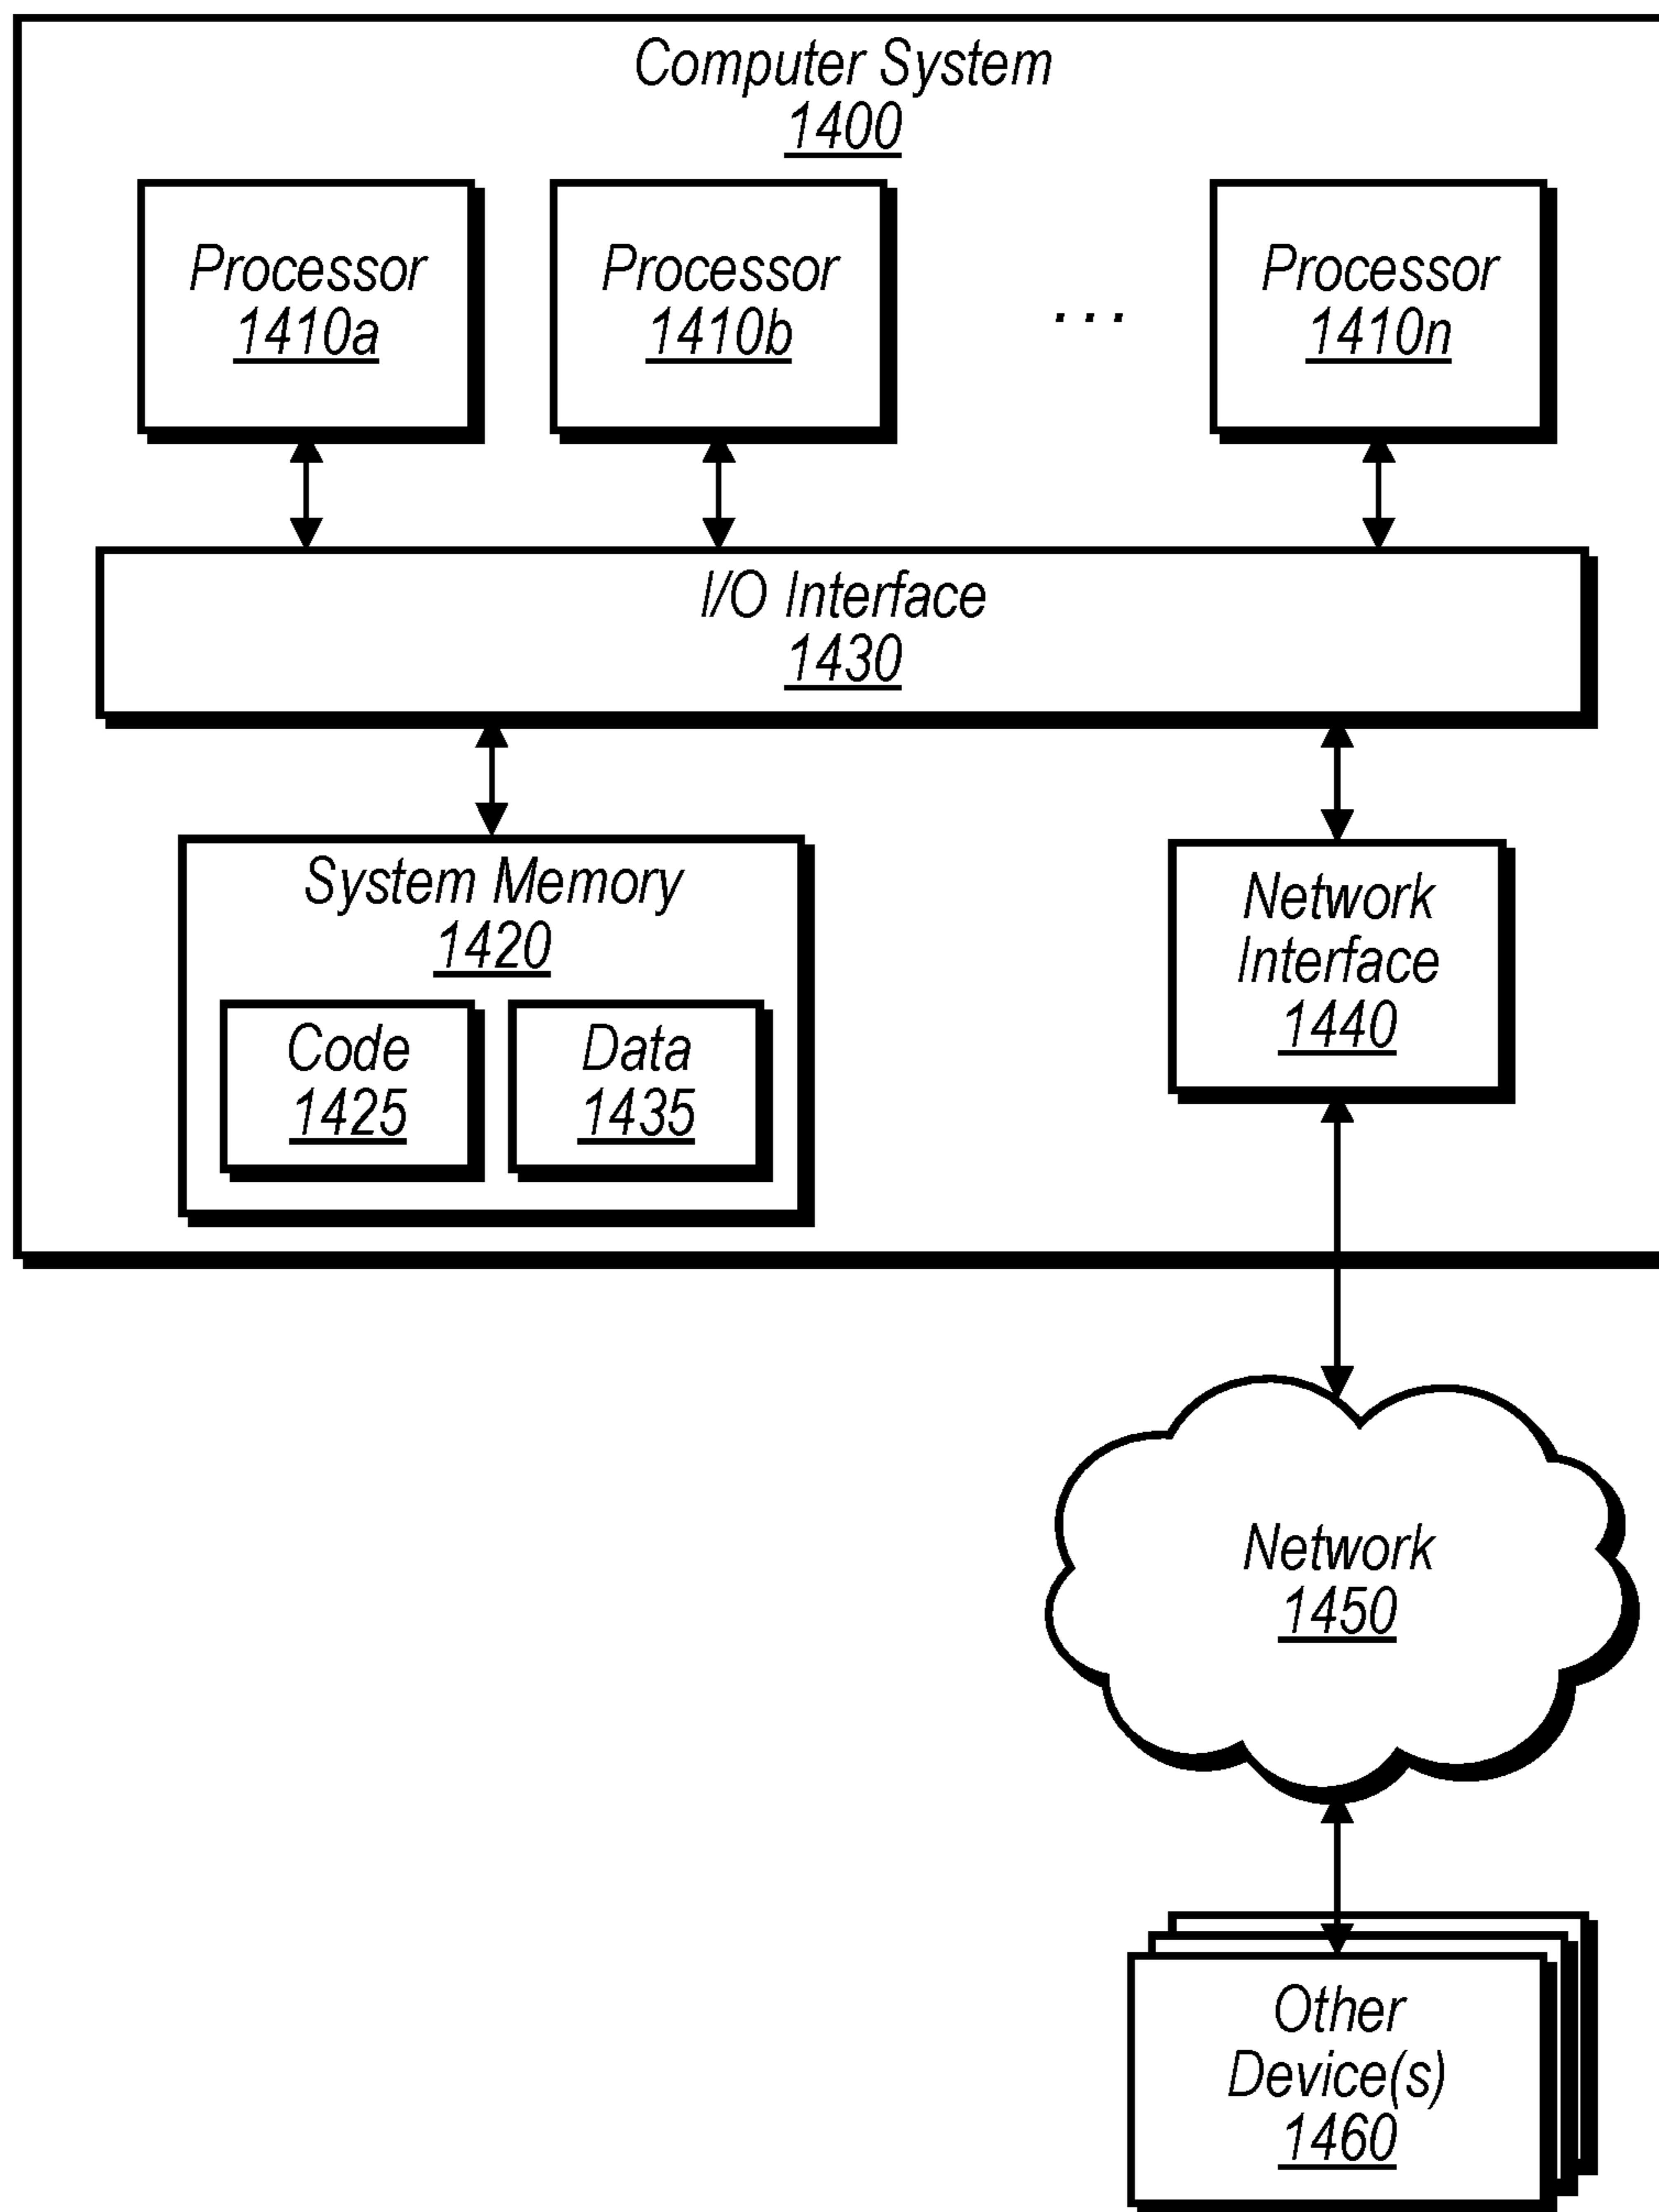 Computer System
1400
Processor
1410a
Processor
1410b
...
Processor
1410n
I/O Interface
1430
System Memory
1420
Code
1425
Data
1435
Network
Interface
1440
Network
1450
Other
Device(s)
1460